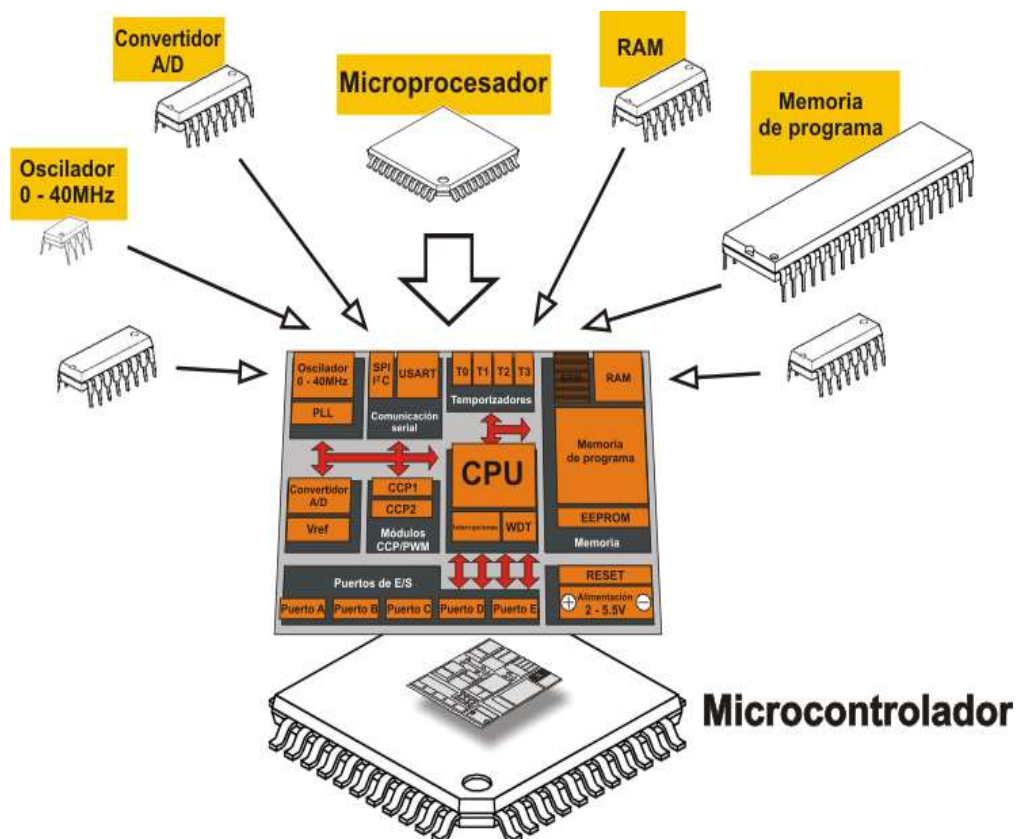 Convertidor
A/D
Microprocesador
RAM
Memoria
de programa
Oscilador
0 - 40MHz
Oscilador
0 - 40MHz
PLL
SPI
I²C
USART
Comunicación
serial
T0
T1
T2
T3
Temporizadores
RAM
Memoria
de programa
EEPROM
Memoria
Convertidor
A/D
Vref
CCP1
CCP2
Módulos
CCP/PWM
CPU
Interrupciones
WDT
Puertos de E/S
Puerto A
Puerto B
Puerto C
Puerto D
Puerto E
RESET
Alimentación
+
2 - 5.5V
−
Microcontrolador